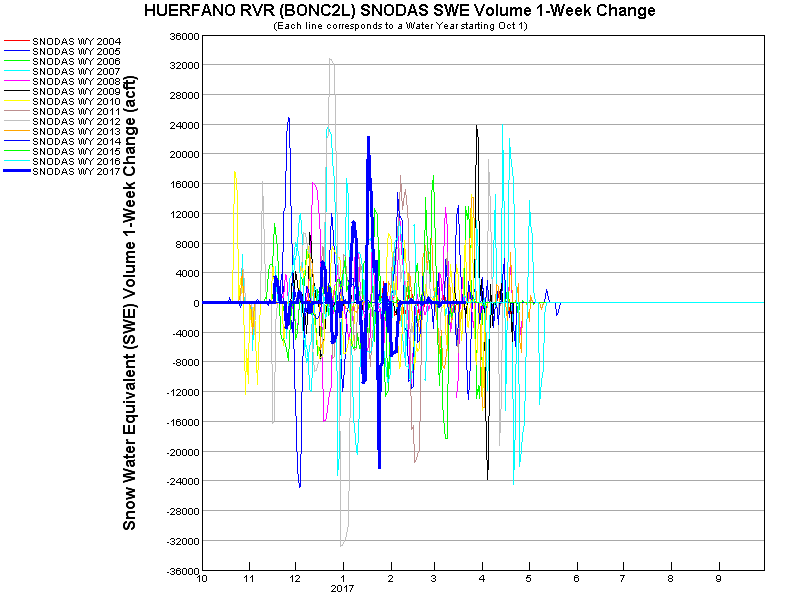 HUERFANO RVR (BONC2L) SNODAS SWE Volume 1-Week Change
(Each line corresponds to a Water Year starting Oct 1)
SNODAS WY 2004
SNODAS WY 2005
SNODAS WY 2006
SNODAS WY 2007
SNODAS WY 2008
SNODAS WY 2009
SNODAS WY 2010
SNODAS WY 2011
SNODAS WY 2012
SNODAS WY 2013
SNODAS WY 2014
SNODAS WY 2015
SNODAS WY 2016
SNODAS WY 2017
Snow Water Equivalent (SWE) Volume 1-Week Change (acft)
36000
32000
28000
24000
20000
16000
12000
8000
4000
0
-4000
-8000
-12000
-16000
-20000
-24000
-28000
-32000
-36000
10 11 12 1 2 3 4 5 6 7 8 9
2017